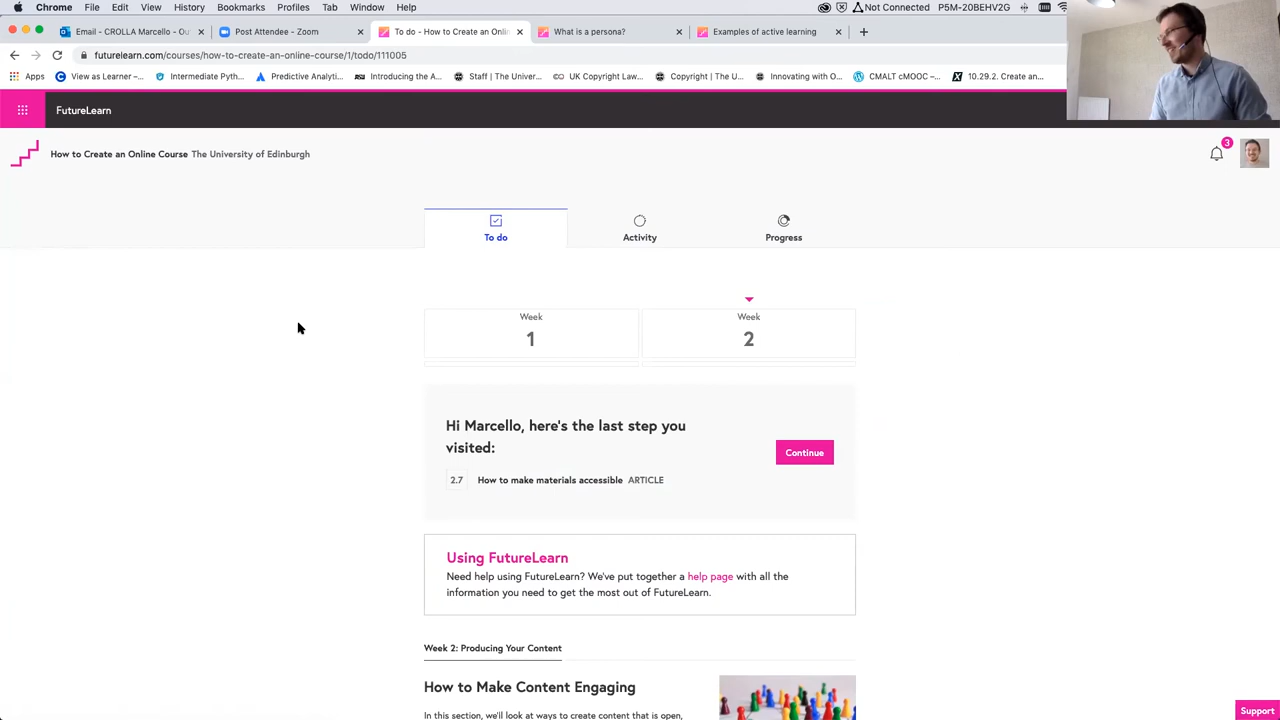 Chrome File Edit View History Bookmarks Profiles Tab Window Help
Not Connected P5M-20BEHV2G
Email – CROLLA Marcello – Ou
Post Attendee - Zoom
To do - How to Create an Onlin
What is a persona?
Examples of active learning
futurelearn.com/courses/how-to-create-an-online-course/1/todo/111005
Apps View as Learner –... Intermediate Pyth... Predictive Analyti... Introducing the A... Staff | The Univer... UK Copyright Law... Copyright | The U... Innovating with O... CMALT cMOOC –... 10.29.2. Create an...
FutureLearn
How to Create an Online Course The University of Edinburgh
3
To do
Activity
Progress
Week
1
Week
2
Hi Marcello, here's the last step you
visited:
Continue
2.7 How to make materials accessible ARTICLE
Using FutureLearn
Need help using FutureLearn? We've put together a help page with all the
information you need to get the most out of FutureLearn.
Week 2: Producing Your Content
How to Make Content Engaging
In this section, we'll look at ways to create content that is open,
Support